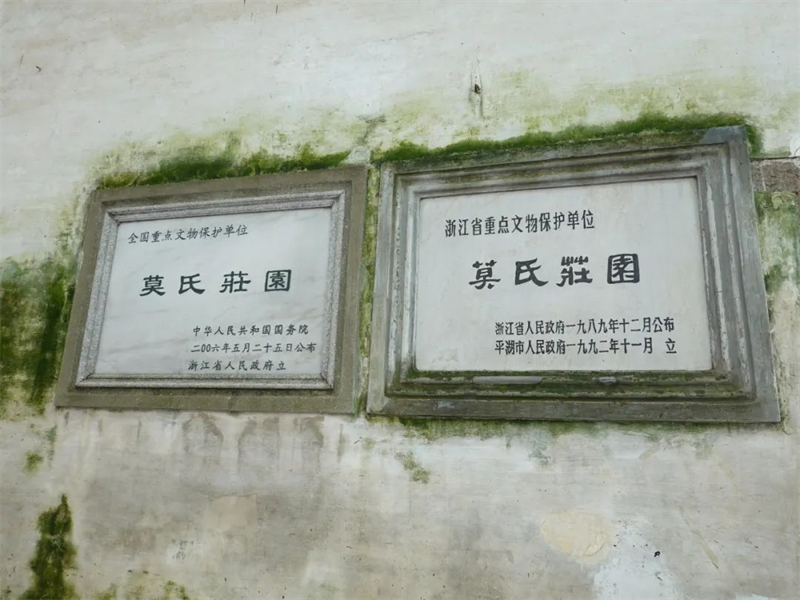 全国重点文物保护单位
莫氏莊園
中华人民共和国国务院
二00六年五月二十五日公布
浙江省人民政府立
浙江省重点文物保护单位
莫氏莊園
浙江省人民政府一九八九年十二月公布
平湖市人民政府一九九二年十一月 立